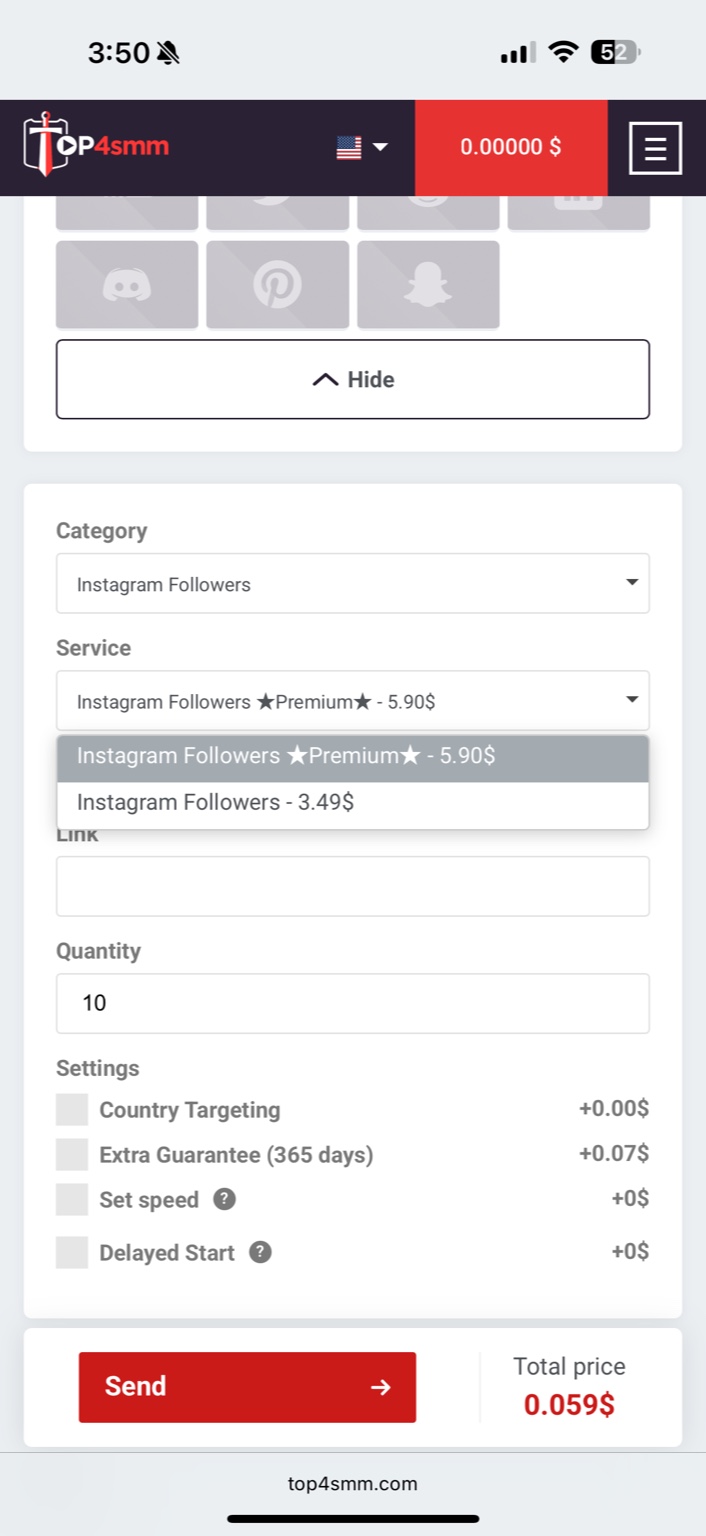 3:50
52
TOP4smm
0.00000 $
Hide
Category
Instagram Followers
Service
Instagram Followers ★Premium★ - 5.90$
Instagram Followers ★Premium★ - 5.90$
Instagram Followers - 3.49$
Link
Quantity
10
Settings
Country Targeting +0.00$
Extra Guarantee (365 days) +0.07$
Set speed ? +0$
Delayed Start ? +0$
Send → Total price
0.059$
top4smm.com